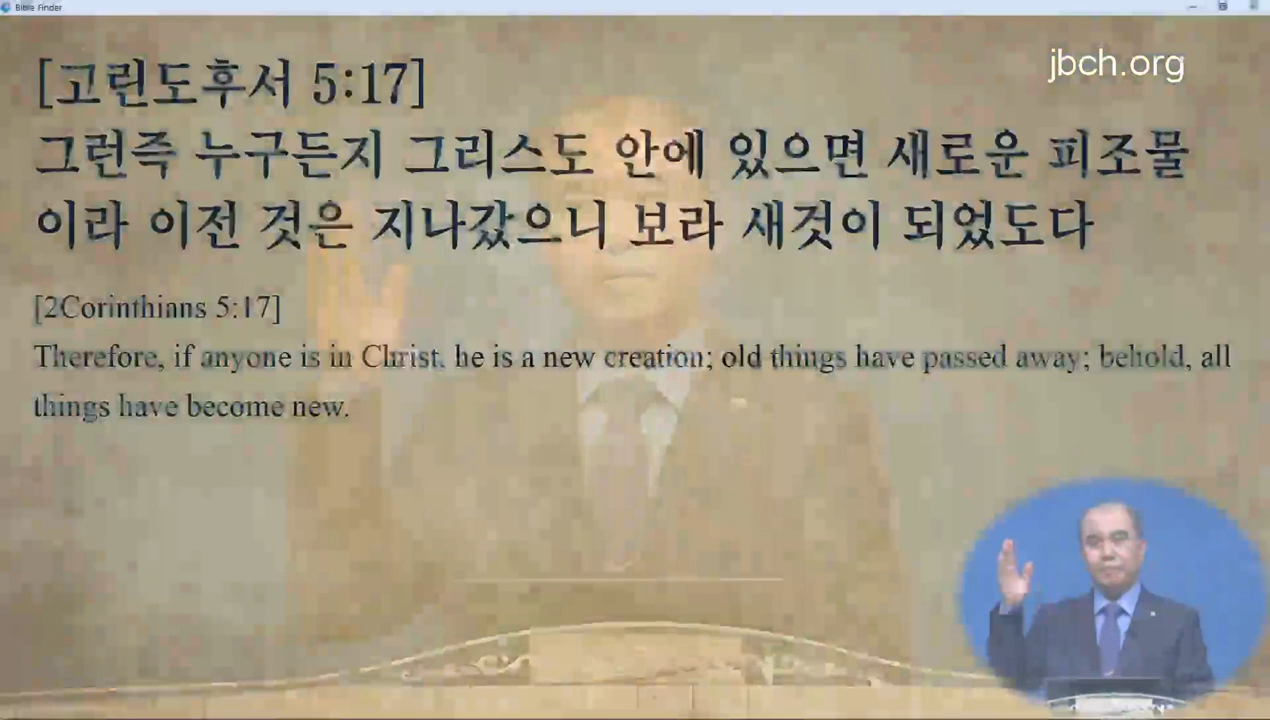 Bible Finder
jbch.org
[고린도후서 5:17]
그런즉 누구든지 그리스도 안에 있으면 새로운 피조물
이라 이전 것은 지나갔으니 보라 새것이 되었도다
[2Corinthians 5:17]
Therefore, if anyone is in Christ, he is a new creation; old things have passed away; behold, all
things have become new.